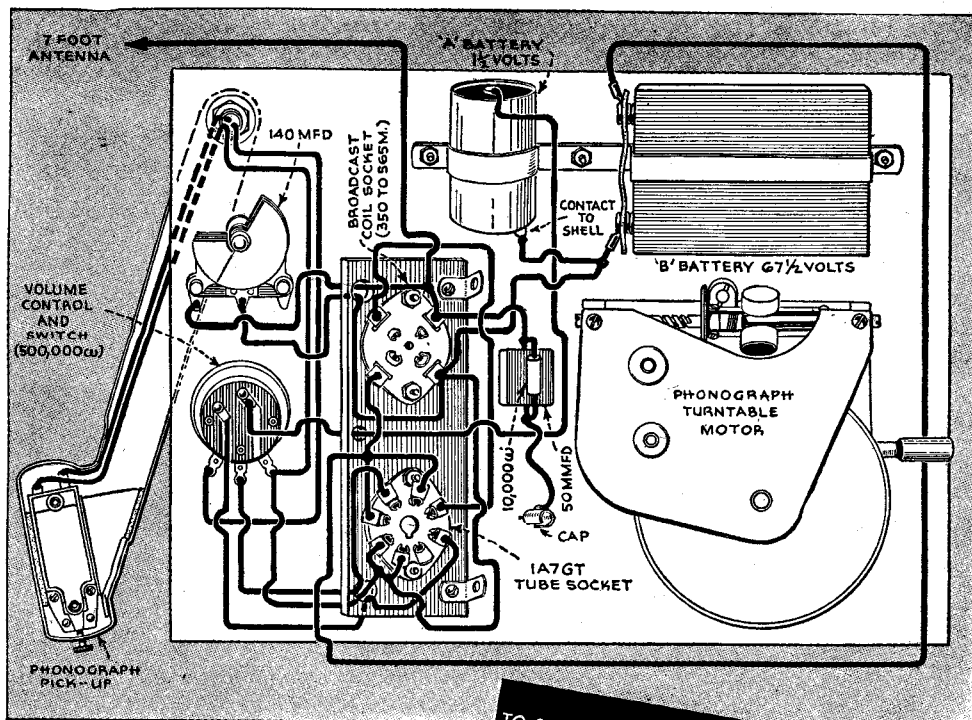 7 FOOT
ANTENNA
'A' BATTERY
(1½ VOLTS)
140 MFD
BROADCAST
COIL SOCKET
(350 TO 565M.)
CONTACT
TO
SHELL
'B' BATTERY 67½ VOLTS
VOLUME
CONTROL
AND
SWITCH
(500,000ω)
PHONOGRAPH
TURNTABLE
MOTOR
10,000ω
50MMFD
CAP
1A7GT
TUBE SOCKET
PHONOGRAPH
PICK-UP